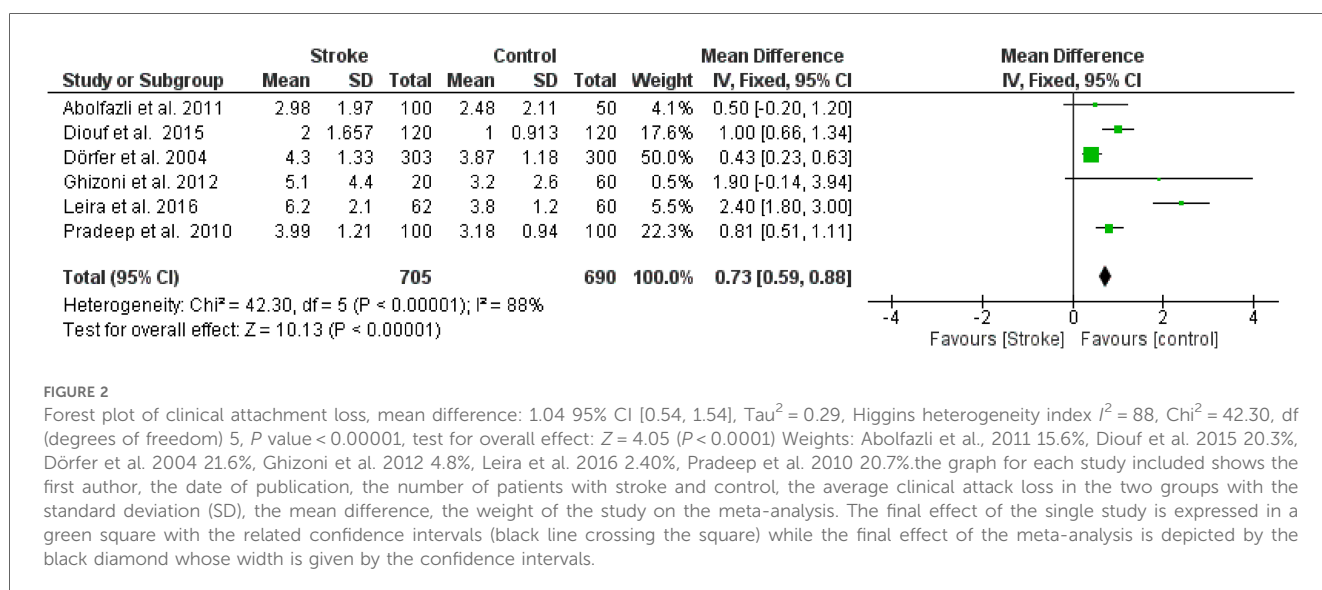 Stroke Control Mean Difference Mean Difference
Study or Subgroup Mean SD Total Mean SD Total Weight IV, Fixed, 95% CI IV, Fixed, 95% CI
Abolfazli et al. 2011 2.98 1.97 100 2.48 2.11 50 4.1% 0.50 [-0.20, 1.20]
Diouf et al. 2015 2 1.657 120 1 0.913 120 17.6% 1.00 [0.66, 1.34]
Dörfer et al. 2004 4.3 1.33 303 3.87 1.18 300 50.0% 0.43 [0.23, 0.63]
Ghizoni et al. 2012 5.1 4.4 20 3.2 2.6 60 0.5% 1.90 [-0.14, 3.94]
Leira et al. 2016 6.2 2.1 62 3.8 1.2 60 5.5% 2.40 [1.80, 3.00]
Pradeep et al. 2010 3.99 1.21 100 3.18 0.94 100 22.3% 0.81 [0.51, 1.11]
Total (95% CI) 705 690 100.0% 0.73 [0.59, 0.88]
Heterogeneity: Chi² = 42.30, df = 5 (P < 0.00001); I² = 88%
Test for overall effect: Z = 10.13 (P < 0.00001)
-4 -2 0 2 4
Favours [Stroke] Favours [control]
FIGURE 2
Forest plot of clinical attachment loss, mean difference: 1.04 95% CI [0.54, 1.54], Tau² = 0.29, Higgins heterogeneity index I² = 88, Chi² = 42.30, df
(degrees of freedom) 5, P value < 0.00001, test for overall effect: Z = 4.05 (P < 0.0001) Weights: Abolfazli et al., 2011 15.6%, Diouf et al. 2015 20.3%,
Dörfer et al. 2004 21.6%, Ghizoni et al. 2012 4.8%, Leira et al. 2016 2.40%, Pradeep et al. 2010 20.7%.the graph for each study included shows the
first author, the date of publication, the number of patients with stroke and control, the average clinical attack loss in the two groups with the
standard deviation (SD), the mean difference, the weight of the study on the meta-analysis. The final effect of the single study is expressed in a
green square with the related confidence intervals (black line crossing the square) while the final effect of the meta-analysis is depicted by the
black diamond whose width is given by the confidence intervals.